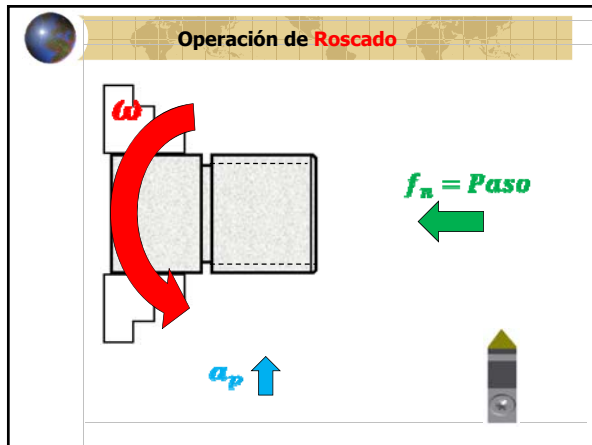 Operación de Roscado
ω
fₙ = Paso
aₚ